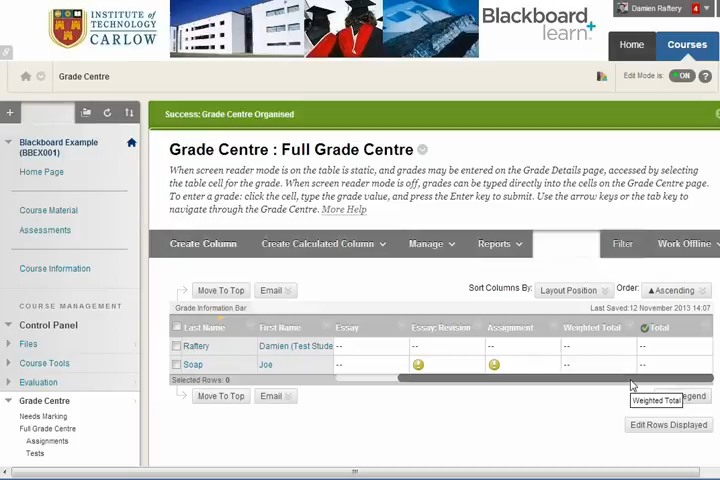 INSTITUTE of
TECHNOLOGY
CARLOW
Blackboard
learn+
Damien Raftery 4
Home
Courses
Grade Centre
Edit Mode is: ON ?
Success: Grade Centre Organised
Blackboard Example
(BBEX001)
Home Page
Course Material
Assessments
Course Information
COURSE MANAGEMENT
Control Panel
Files
Course Tools
Evaluation
Grade Centre
Needs Marking
Full Grade Centre
Assignments
Tests
Grade Centre : Full Grade Centre
When screen reader mode is on the table is static, and grades may be entered on the Grade Details page, accessed by selecting
the table cell for the grade. When screen reader mode is off, grades can be typed directly into the cells on the Grade Centre page.
To enter a grade: click the cell, type the grade value, and press the Enter key to submit. Use the arrow keys or the tab key to
navigate through the Grade Centre. More Help
Create Column Create Calculated Column Manage Reports Filter Work Offline
Move To Top Email Sort Columns By: Layout Position Order: Ascending
Grade Information Bar Last Saved:12 November 2013 14:07
Last Name First Name Essay Essay: Revision Assignment Weighted Total Total
Raftery Damien (Test Stude -- -- -- -- --
Soap Joe -- -- --
Selected Rows: 0
Move To Top Email Weighted Total egend
Edit Rows Displayed